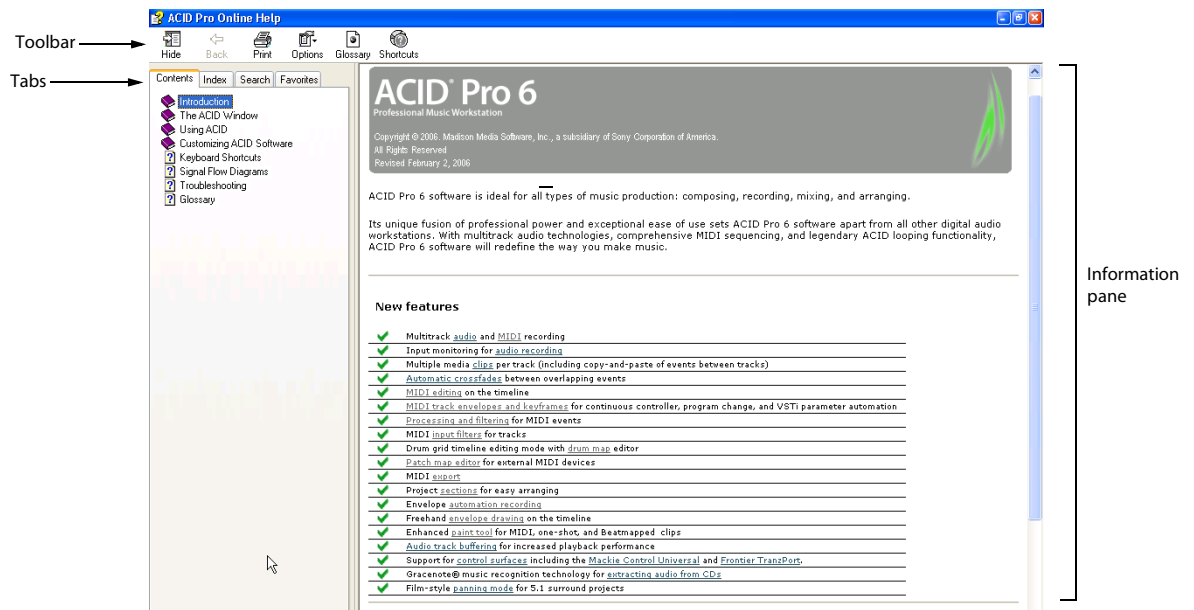 ACID Pro Online Help
Toolbar
Hide Back Print Options Glossary Shortcuts
Tabs
Contents Index Search Favorites
Introduction
The ACID Window
Using ACID
Customizing ACID Software
Keyboard Shortcuts
Signal Flow Diagrams
Troubleshooting
Glossary
ACID® Pro 6
Professional Music Workstation
Copyright © 2006. Madison Media Software, Inc., a subsidiary of Sony Corporation of America.
All Rights Reserved
Revised February 2, 2006
ACID Pro 6 software is ideal for all types of music production: composing, recording, mixing, and arranging.
Its unique fusion of professional power and exceptional ease of use sets ACID Pro 6 software apart from all other digital audio
workstations. With multitrack audio technologies, comprehensive MIDI sequencing, and legendary ACID looping functionality,
ACID Pro 6 software will redefine the way you make music.
New features
Multitrack audio and MIDI recording
Input monitoring for audio recording
Multiple media clips per track (including copy-and-paste of events between tracks)
Automatic crossfades between overlapping events
MIDI editing on the timeline
MIDI track envelopes and keyframes for continuous controller, program change, and VSTi parameter automation
Processing and filtering for MIDI events
MIDI input filters for tracks
Drum grid timeline editing mode with drum map editor
Patch map editor for external MIDI devices
MIDI export
Project sections for easy arranging
Envelope automation recording
Freehand envelope drawing on the timeline
Enhanced paint tool for MIDI, one-shot, and Beatmapped clips
Audio track buffering for increased playback performance
Support for control surfaces including the Mackie Control Universal and Frontier TranzPort.
Gracenote® music recognition technology for extracting audio from CDs
Film-style panning mode for 5.1 surround projects
Information
pane